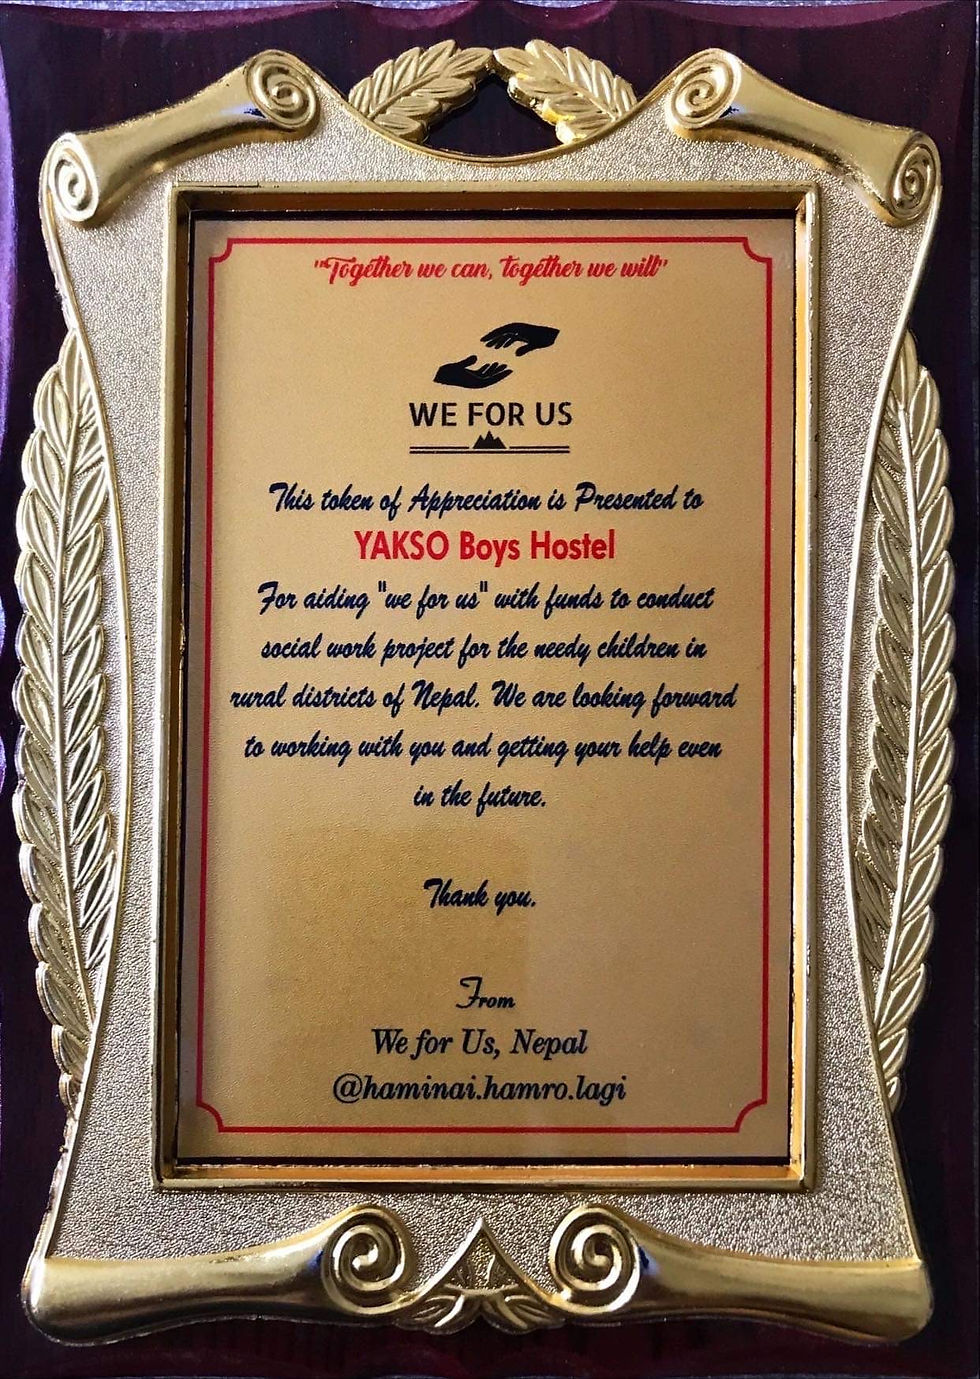 "Together we can, together we will"
WE FOR US
This token of Appreciation is Presented to
YAKSO Boys Hostel
For aiding "we for us" with funds to conduct
social work project for the needy children in
rural districts of Nepal. We are looking forward
to working with you and getting your help even
in the future.
Thank you.
From
We for Us, Nepal
@haminai.hamro.lagi